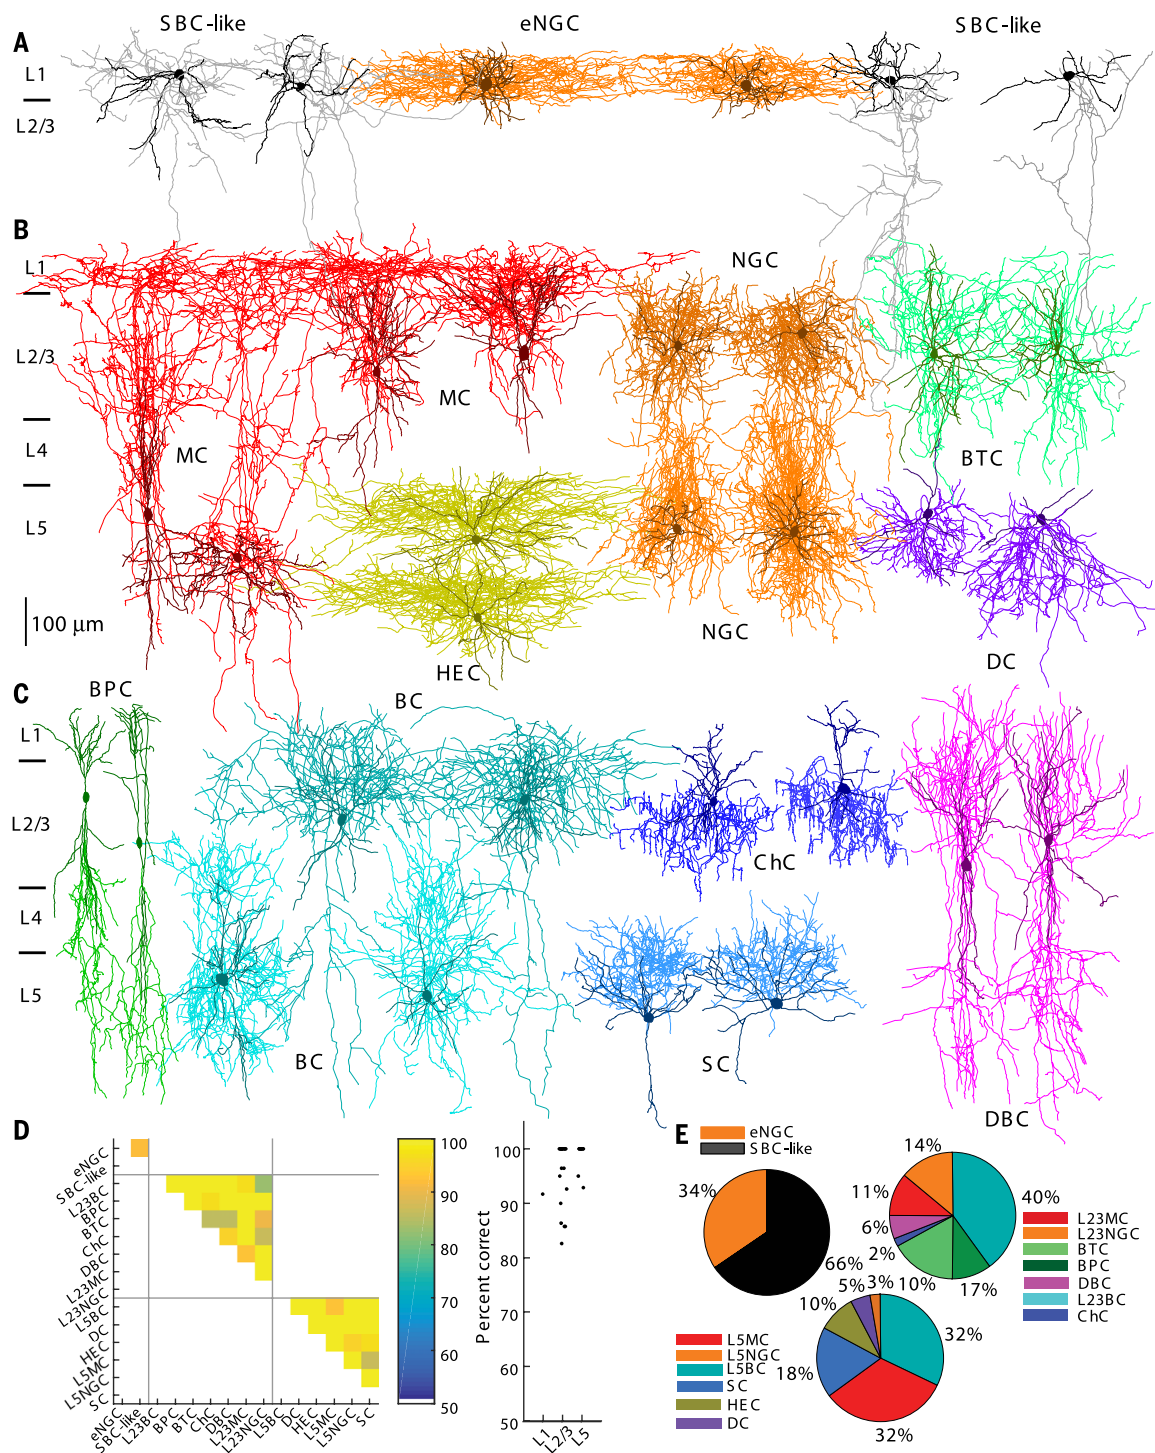 A
SBC-like
eNGC
SBC-like
L1
L2/3
B
L1
NGC
L2/3
MC
MC
L4
BTC
L5
100 μm
NGC
HEC
DC
C
BPC
BC
L1
L2/3
ChC
L4
L5
BC
SC
DBC
D
eNGC
SBC-like
L23BC
BPC
BTC
ChC
DBC
L23MC
L23NGC
L5BC
DC
HEC
L5MC
L5NGC
SC
eNGC
SBC-like
L23BC
BPC
BTC
ChC
DBC
L23MC
L23NGC
L5BC
DC
HEC
L5MC
L5NGC
SC
100
90
80
70
60
50
Percent correct
100
90
80
70
60
50
L1
L2/3
L5
E
eNGC
SBC-like
34%
66%
14%
11%
6%
2%
10%
17%
40%
L23MC
L23NGC
BTC
BPC
DBC
L23BC
ChC
5%
3%
10%
18%
32%
32%
L5MC
L5NGC
L5BC
SC
HEC
DC